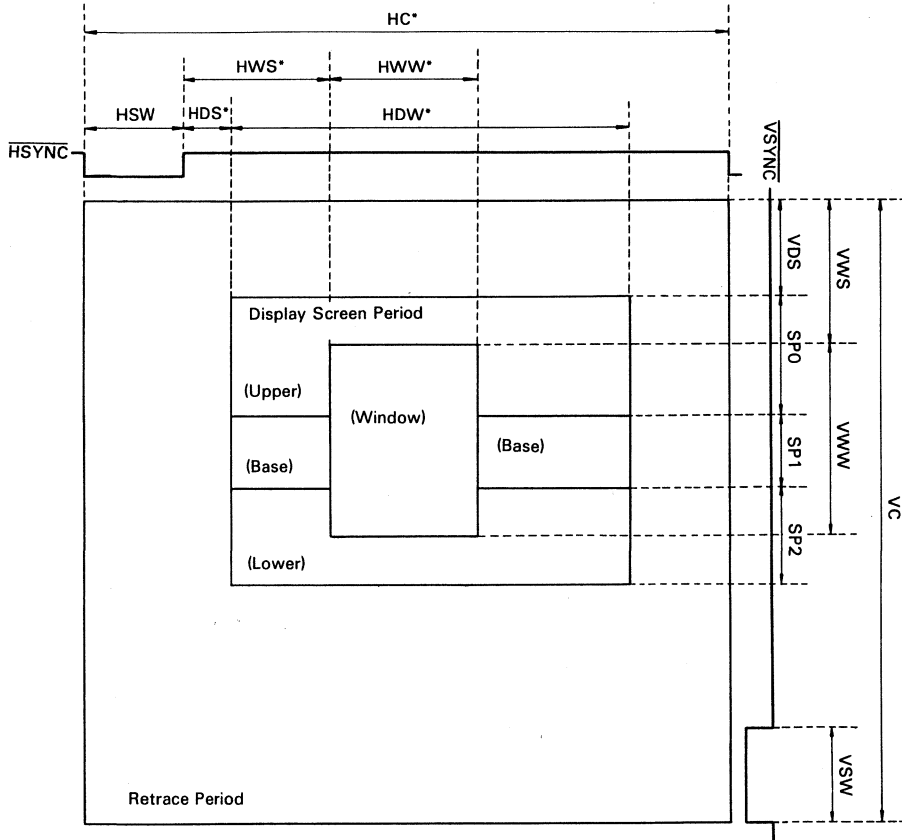 HC*
HWS*
HWW*
HSW
HDS*
HDW*
HSYNC
VSYNC
VDS
VWS
Display Screen Period
SP0
(Upper)
(Window)
(Base)
(Base)
SP1
VWW
VC
SP2
(Lower)
VSW
Retrace Period